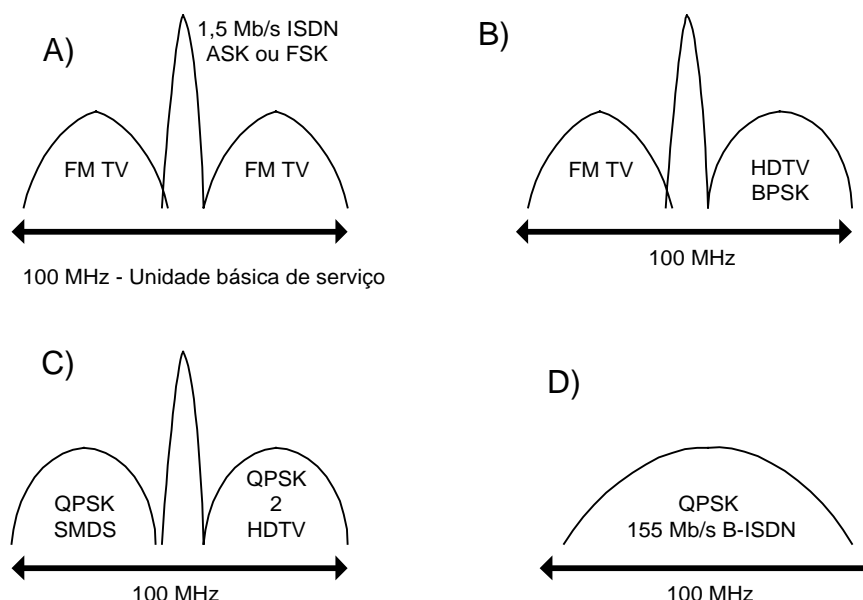 A)
1,5 Mb/s ISDN
ASK ou FSK
FM TV
FM TV
100 MHz - Unidade básica de serviço
B)
FM TV
HDTV
BPSK
100 MHz
C)
QPSK
SMDS
QPSK
2
HDTV
100 MHz
D)
QPSK
155 Mb/s B-ISDN
100 MHz